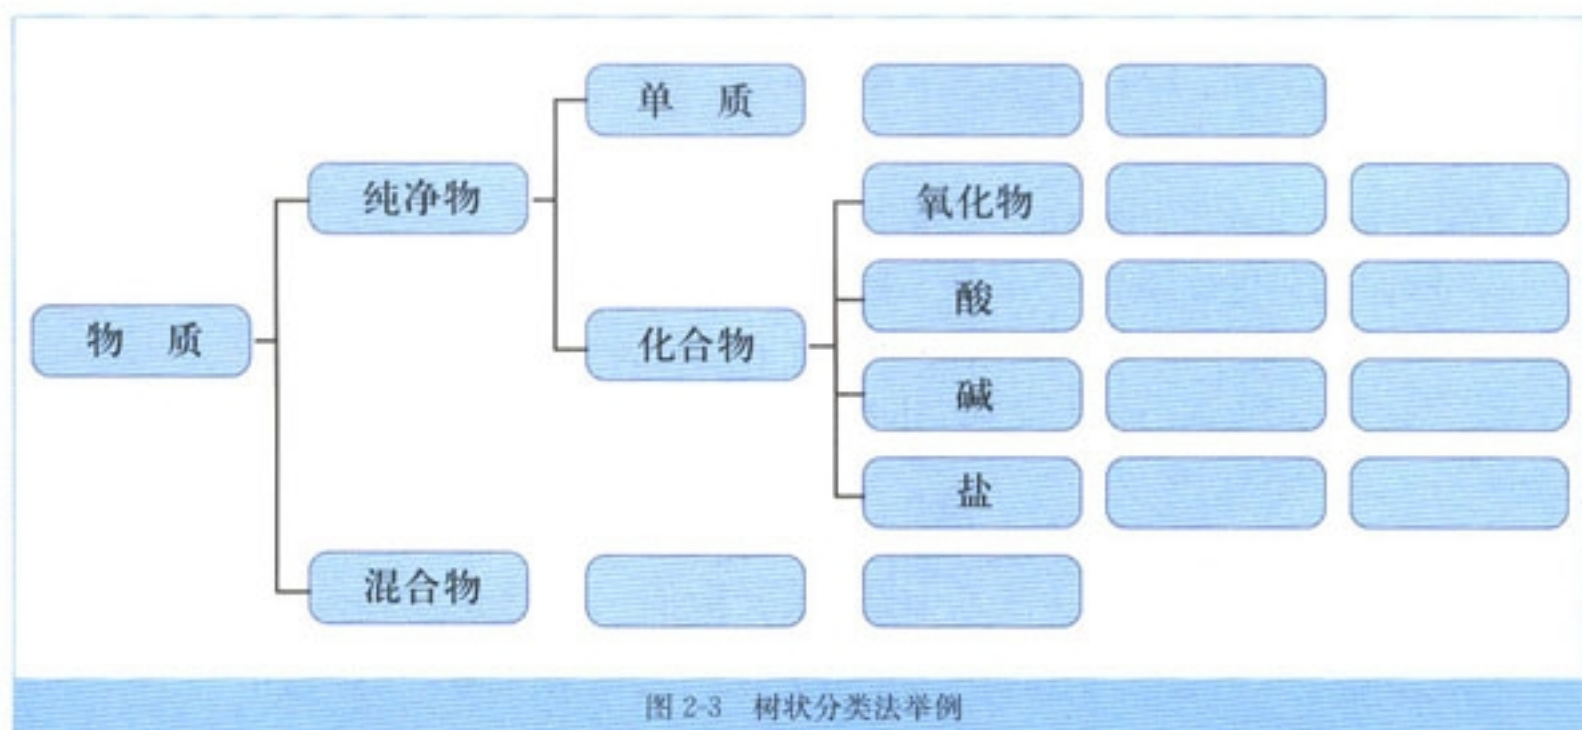 单 质
纯净物
氧化物
酸
物 质
化合物
碱
盐
混合物
图 2-3 树状分类法举例